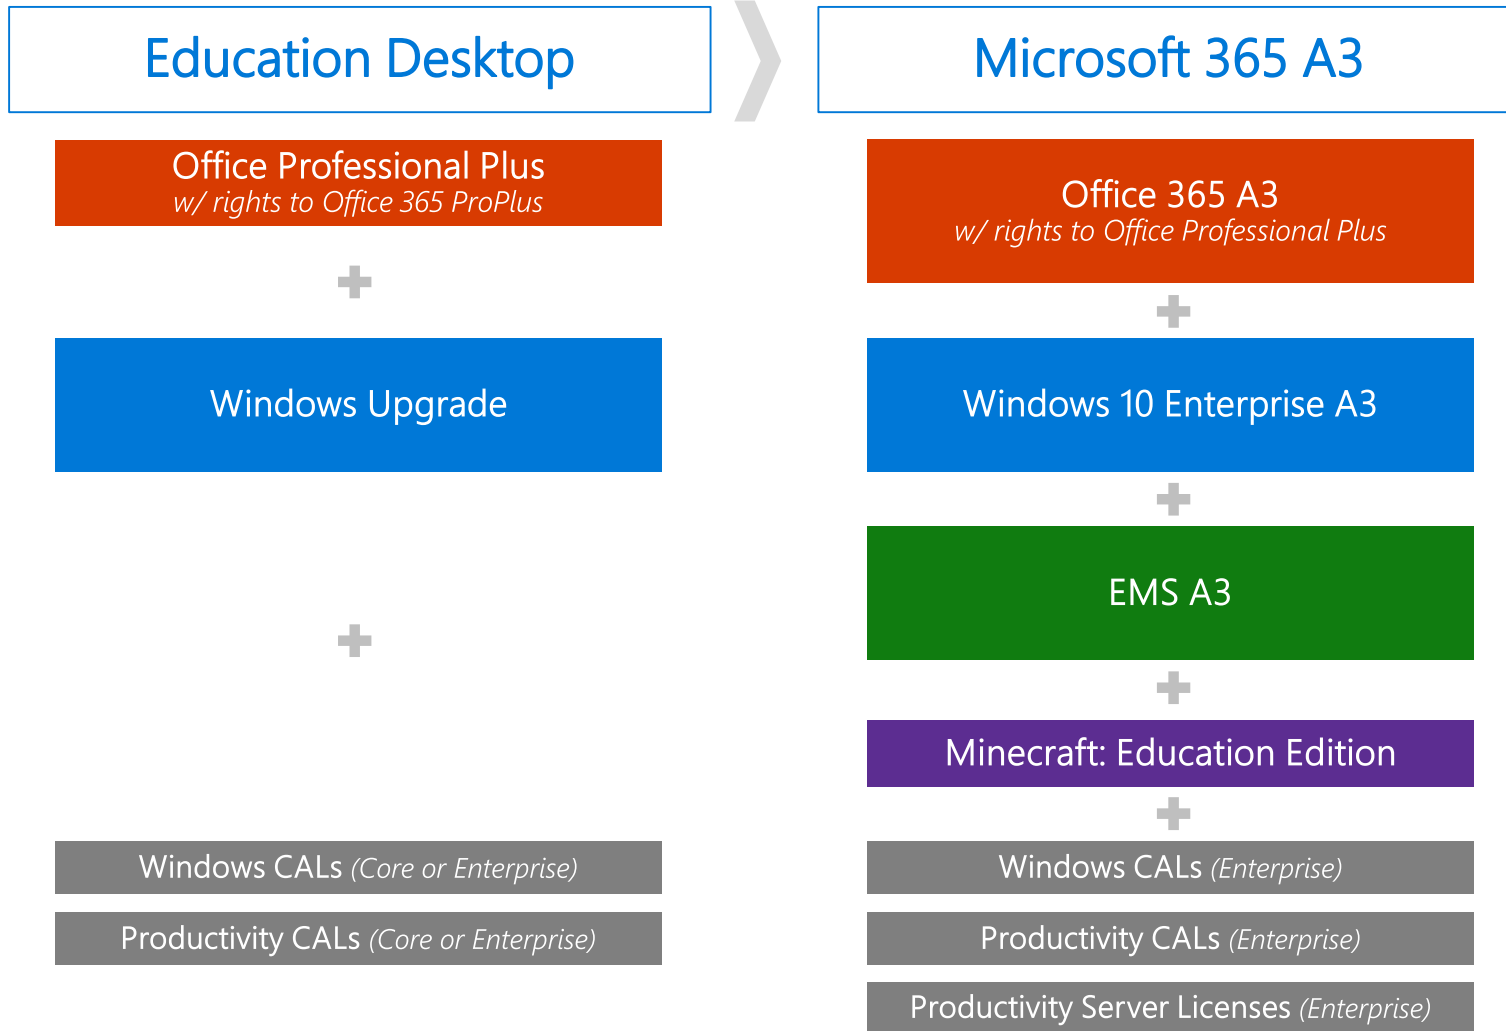 Education Desktop
Microsoft 365 A3
Office Professional Plus
w/ rights to Office 365 ProPlus
Windows Upgrade
Windows CALs (Core or Enterprise)
Productivity CALs (Core or Enterprise)
Office 365 A3
w/ rights to Office Professional Plus
Windows 10 Enterprise A3
EMS A3
Minecraft: Education Edition
Windows CALs (Enterprise)
Productivity CALs (Enterprise)
Productivity Server Licenses (Enterprise)